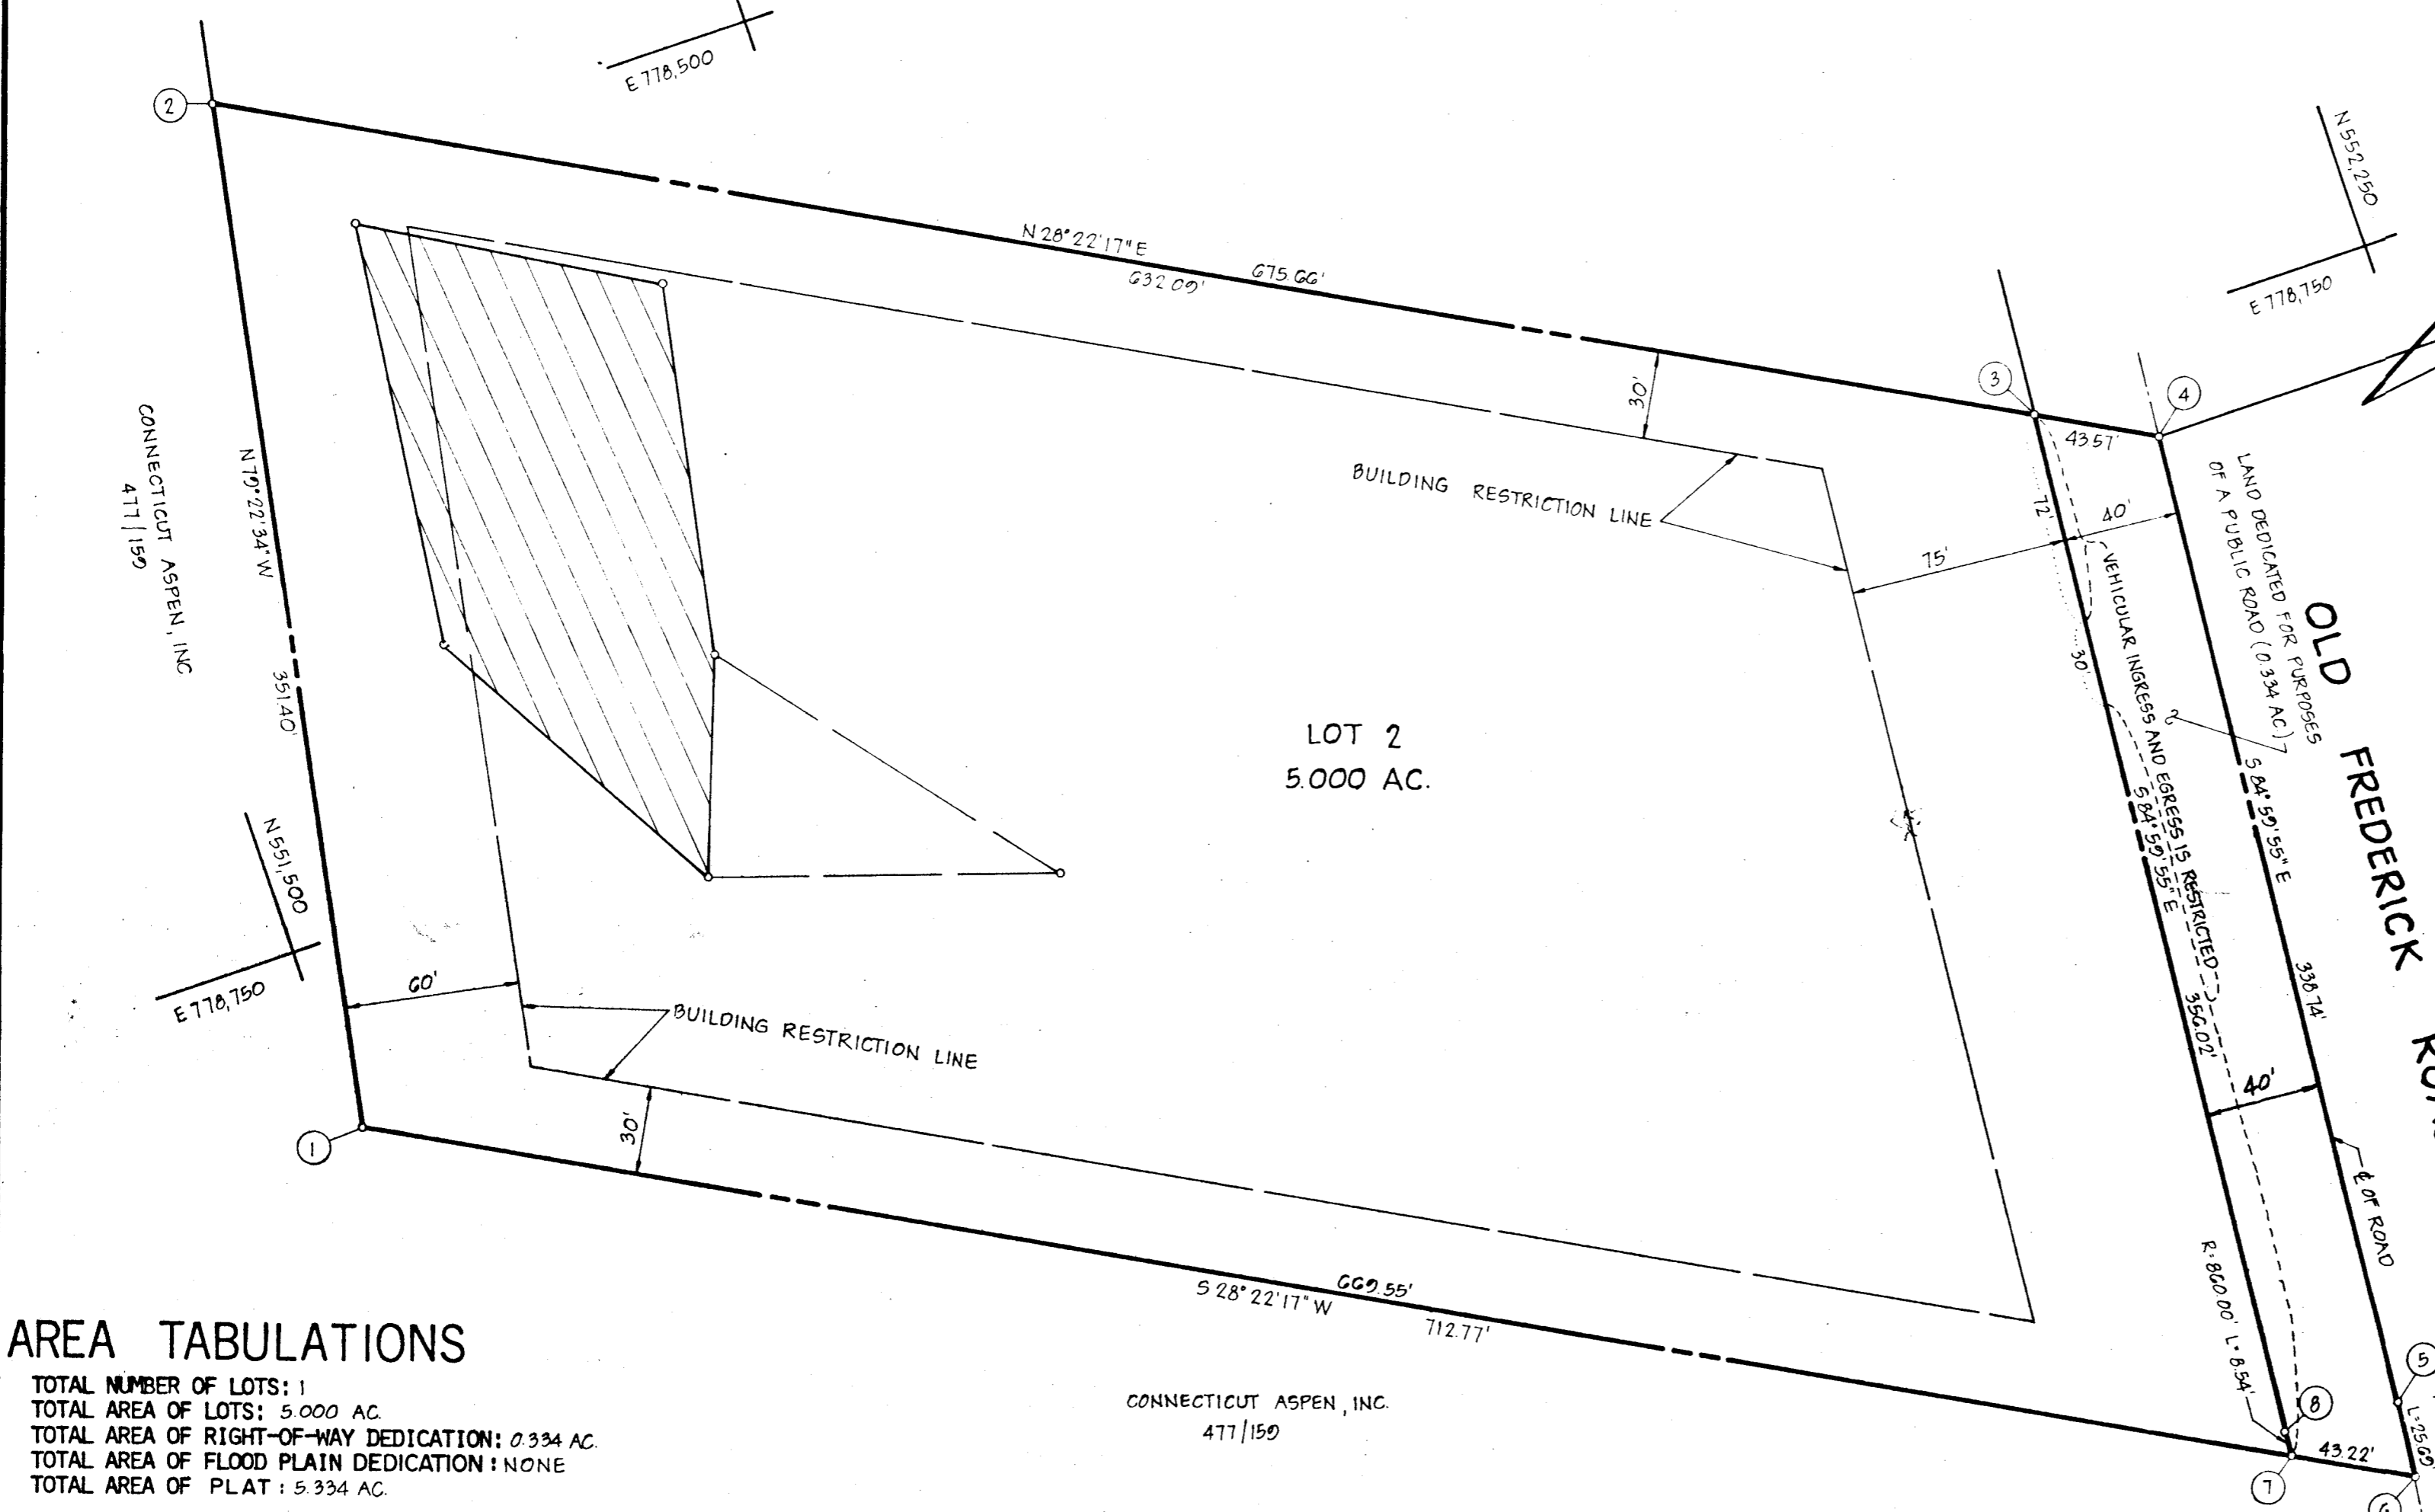 E 778,500
2
N 552,250
E 778,750
N 28° 22' 17" E
632.09'
675.66'
3
4
43.57'
30'
BUILDING RESTRICTION LINE
72'
40'
75'
30'
LAND DEDICATED FOR PURPOSES
OF A PUBLIC ROAD (0.334 AC.)
VEHICULAR INGRESS AND EGRESS IS RESTRICTED
OLD FREDERICK
CONNECTICUT ASPEN, INC
477/159
N 79° 22' 34" W
351.40'
LOT 2
5.000 AC.
S 84° 59' 55" E
356.02'
S 84° 59' 55" E
338.74'
N 551,500
E 778,750
60'
BUILDING RESTRICTION LINE
30'
1
40'
℄ OF ROAD
R=860.00' L=8.54'
S 28° 22' 17" W
669.55'
712.77'
5
8
L=25.69'
43.22'
7
6
CONNECTICUT ASPEN, INC.
477/159
AREA TABULATIONS
TOTAL NUMBER OF LOTS: 1
TOTAL AREA OF LOTS: 5.000 AC.
TOTAL AREA OF RIGHT-OF-WAY DEDICATION: 0.334 AC.
TOTAL AREA OF FLOOD PLAIN DEDICATION: NONE
TOTAL AREA OF PLAT: 5.334 AC.